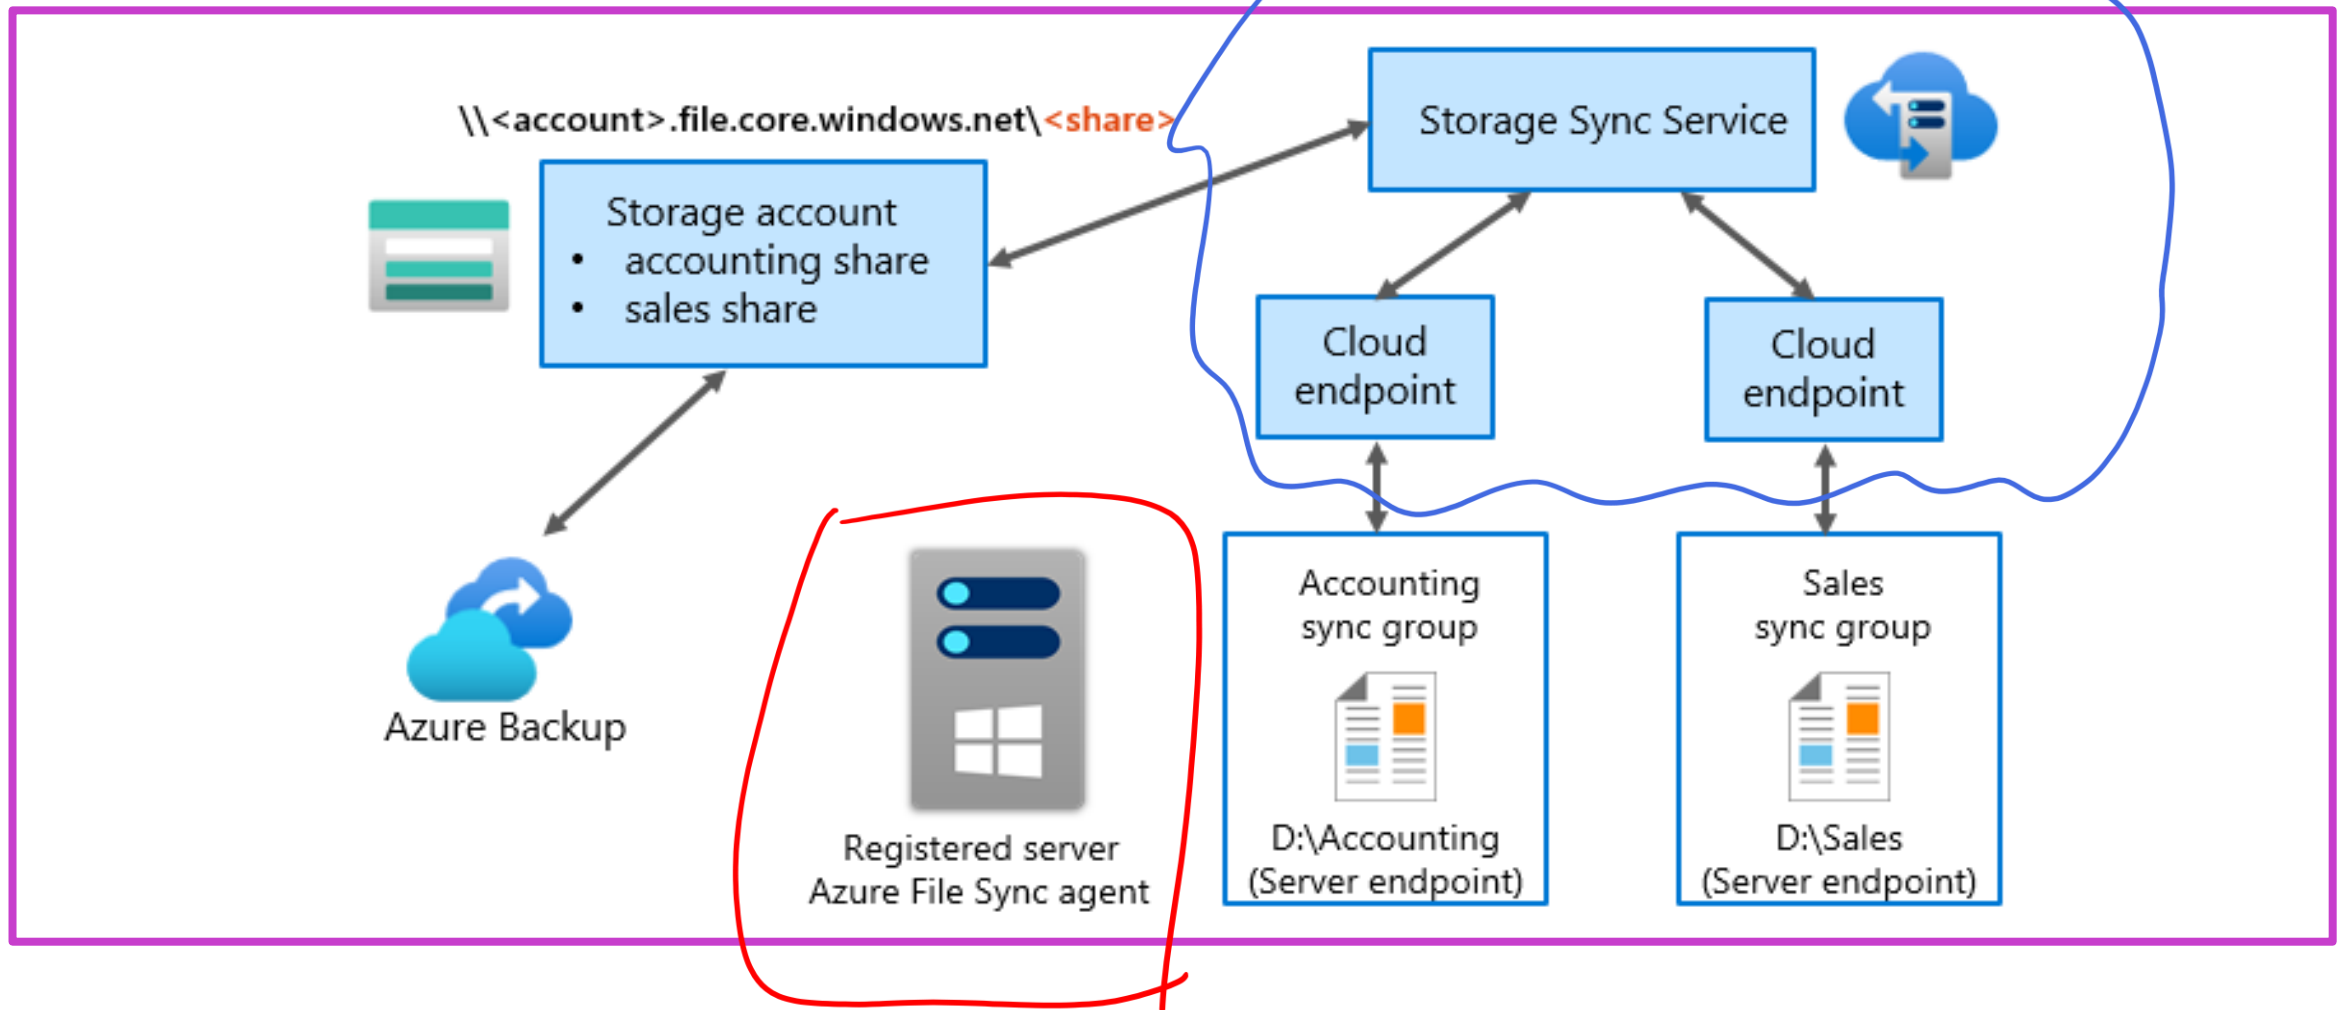 \\<account>.file.core.windows.net\<share>
Storage Sync Service
Storage account
• accounting share
• sales share
Cloud
endpoint
Cloud
endpoint
Azure Backup
Registered server
Azure File Sync agent
Accounting
sync group
D:\Accounting
(Server endpoint)
Sales
sync group
D:\Sales
(Server endpoint)